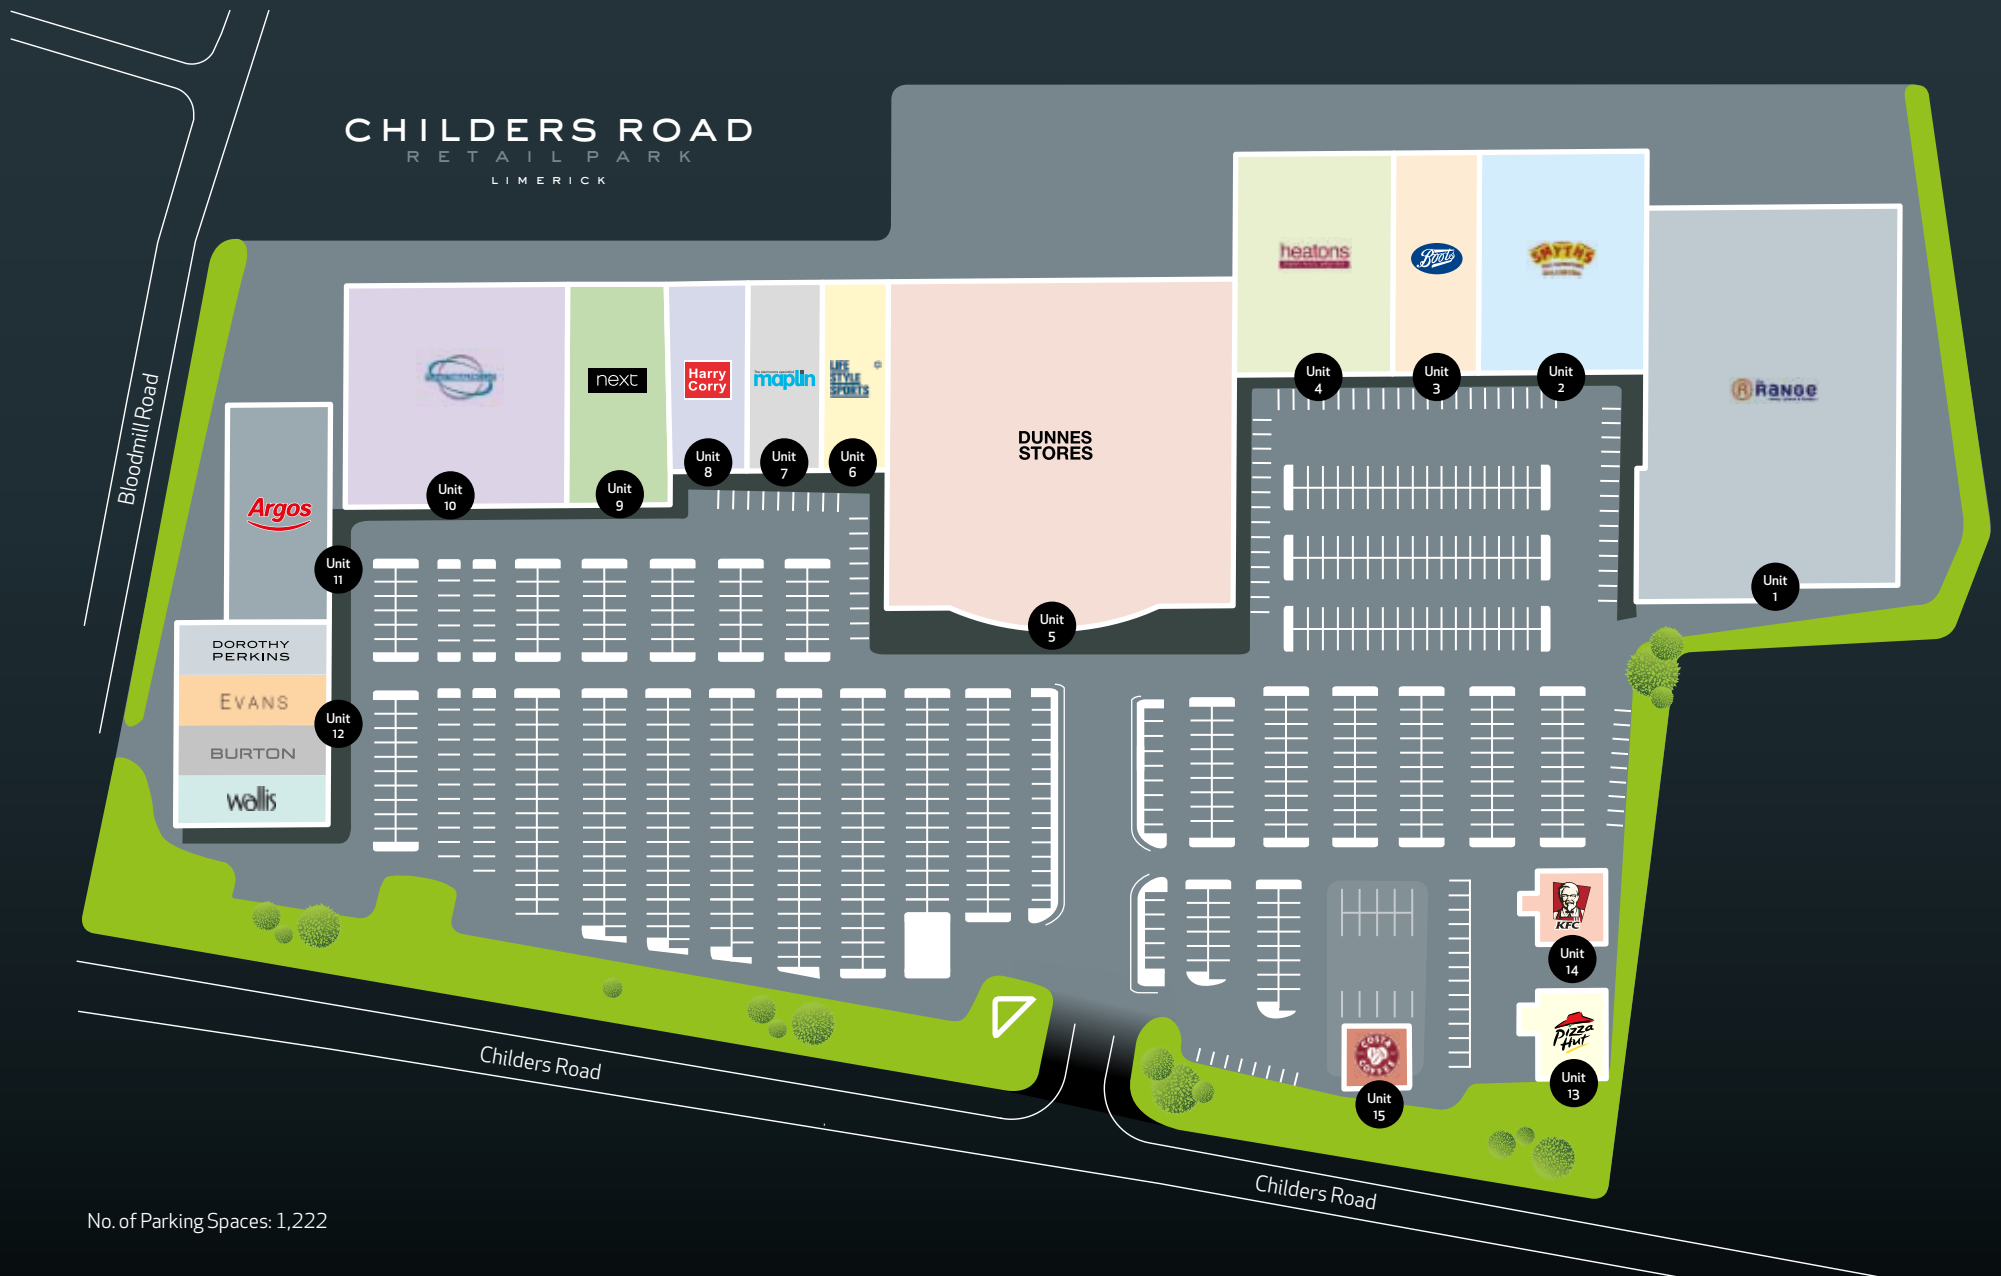 CHILDERS ROAD
RETAIL PARK
LIMERICK
Bloodmill Road
heatons
Boots
SMYTHS
RANGE
Unit
4
Unit
3
Unit
2
Unit
1
next
Harry
Corry
maplin
LIFE
STYLE
SPORTS
DUNNES
STORES
Unit
10
Unit
9
Unit
8
Unit
7
Unit
6
Unit
5
Argos
Unit
11
DOROTHY
PERKINS
EVANS
BURTON
wallis
Unit
12
KFC
Unit
14
Pizza
Hut
Unit
13
COSTA
COFFEE
Unit
15
Childers Road
Childers Road
No. of Parking Spaces: 1,222